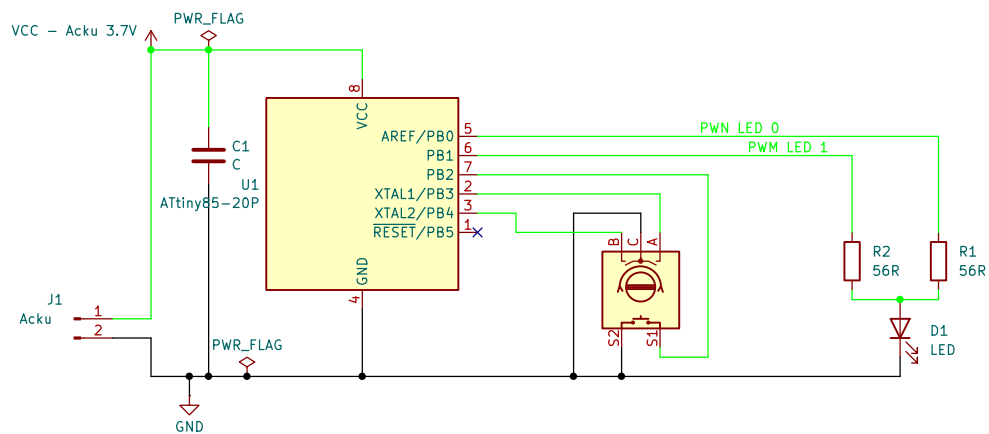 VCC - Acku 3.7V
PWR_FLAG
8
VCC
AREF/PB0
5
PWN LED 0
PB1
6
PWM LED 1
PB2
7
XTAL1/PB3
2
XTAL2/PB4
3
RESET/PB5
1
GND
4
C1
C
U1
ATtiny85-20P
B
C
A
S2
S1
R2
56R
R1
56R
J1
Acku
1
2
PWR_FLAG
D1
LED
GND